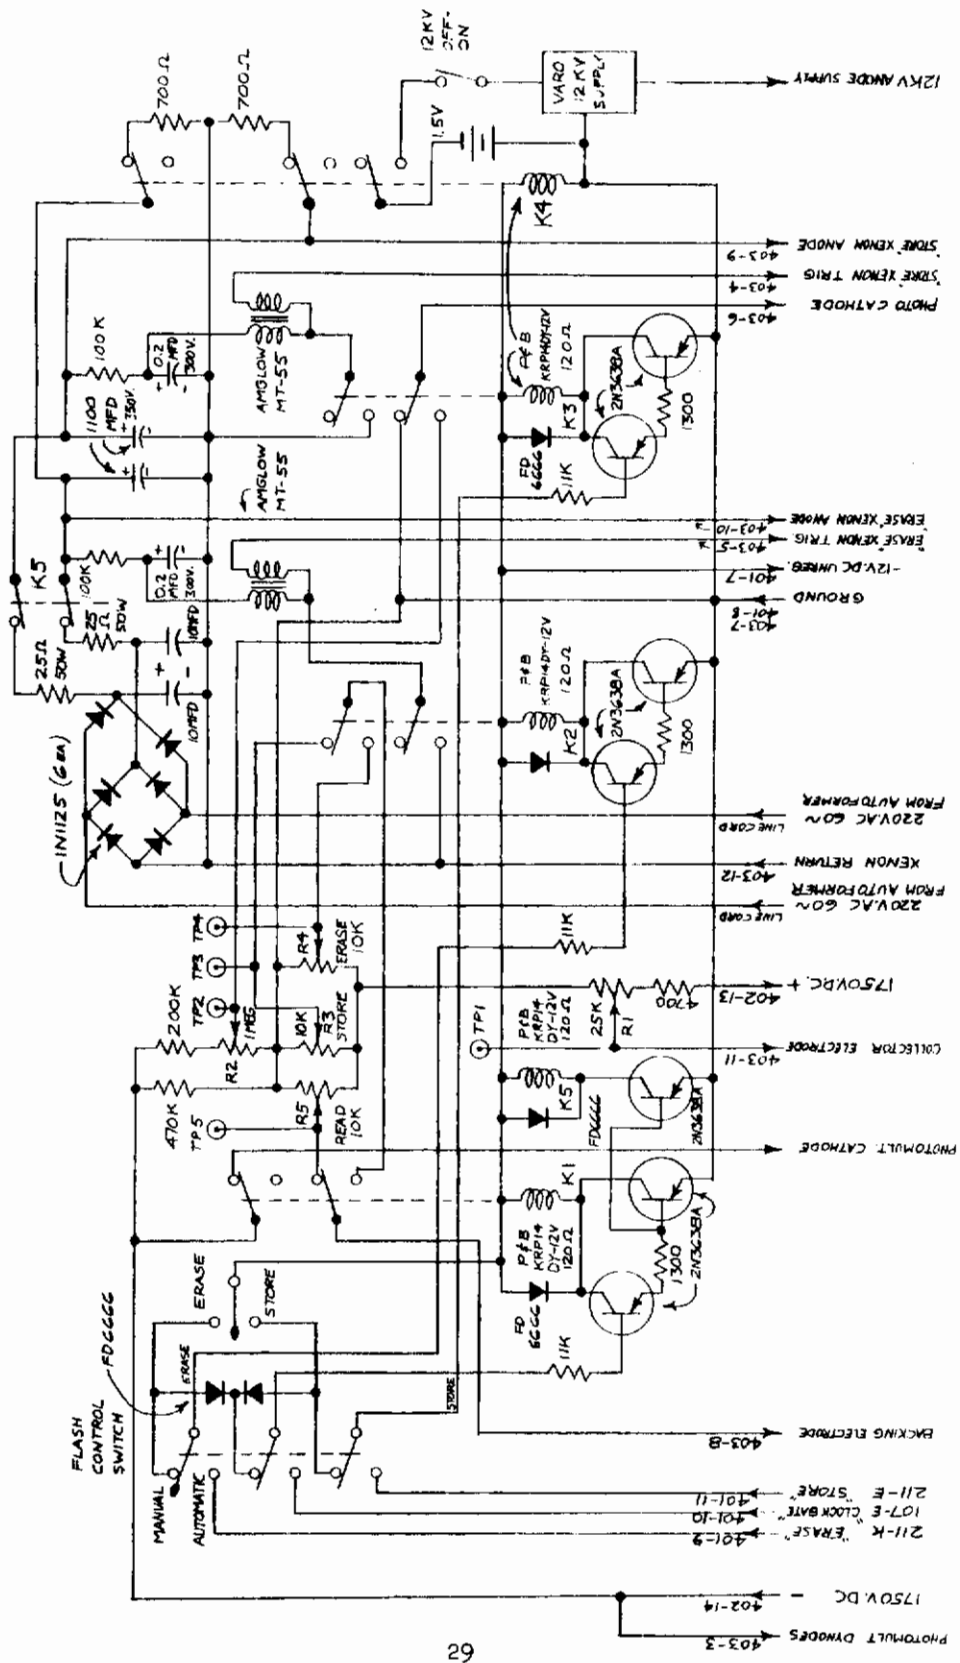 700Ω
700Ω
12KV
OFF-
ON
1.5V
VARO
12 KV
SUPPLY
12KV ANODE SUPPLY
K4
"STORE" XENON ANODE
403-9
"STORE" XENON TRIG
403-4
PHOTO CATHODE
403-6
100K
0.2
MFD
300V.
+
-
1100
MFD
350V.
+
-
+
-
AMGLOW
MT-55
P&B
KRP14DY-12V
120Ω
K3
2N3638A
1300
FD
6666
11K
AMGLOW
MT-55
"ERASE" XENON ANODE
403-10
"ERASE" XENON TRIG.
403-5
-12V. DC UNREG.
401-7
GROUND
401-8
403-7
K5
100K
0.2
MFD
300V.
+
-
25
Ω
50W
10MFD
25Ω
50W
+
-
10MFD
P&B
KRP14DY-12V
120Ω
K2
2N3638A
1300
1N1125 (6 EA)
220V.AC 60~
FROM AUTOFORMER
LINE CORD
XENON RETURN
403-12
220V.AC 60~
FROM AUTOFORMER
LINE CORD
TP4
TP3
TP2
R4
ERASE
10K
11K
200K
1MEG
R2
10K
R3
STORE
470K
R5
READ
10K
TP5
TP1
25K
R1
4700
1750V.DC. +
402-13
COLLECTOR ELECTRODE
403-11
P&B
KRP14
DY-12V
120Ω
K5
FD6666
2N3638A
PHOTOMULT. CATHODE
P&B
KRP14
DY-12V
120Ω
K1
FD
6666
1300
2N3638A
11K
ERASE
STORE
FD6666
ERASE
STORE
FLASH
CONTROL
SWITCH
MANUAL
AUTOMATIC
BACKING ELECTRODE
403-8
211-E "STORE"
401-11
107-E "CLOCK GATE"
401-10
211-K "ERASE"
401-9
1750V. DC -
402-14
PHOTOMULT DYNODES
403-3
29